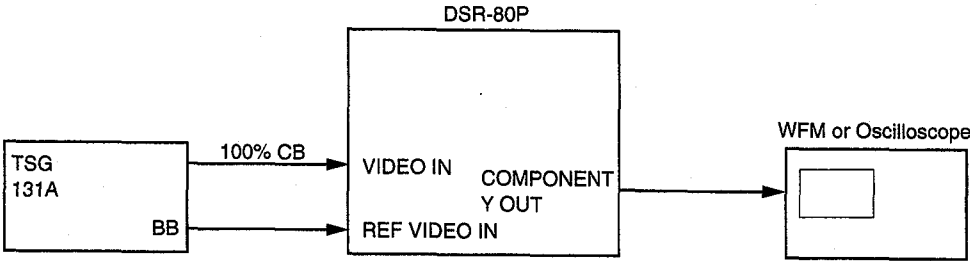 DSR-80P
WFM or Oscilloscope
TSG
131A
100% CB
VIDEO IN
COMPONENT
Y OUT
BB
REF VIDEO IN